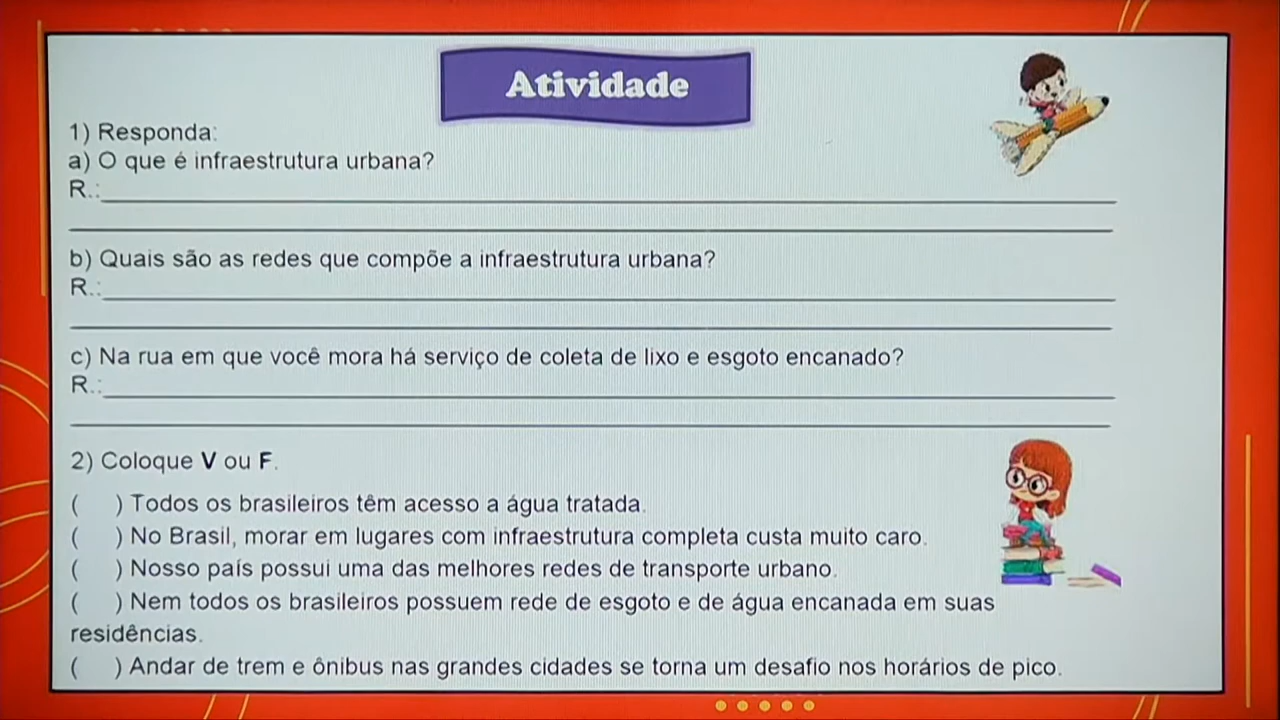 Atividade
1) Responda:
a) O que é infraestrutura urbana?
R.:
b) Quais são as redes que compõe a infraestrutura urbana?
R.:
c) Na rua em que você mora há serviço de coleta de lixo e esgoto encanado?
R.:
2) Coloque V ou F.
( ) Todos os brasileiros têm acesso a água tratada.
( ) No Brasil, morar em lugares com infraestrutura completa custa muito caro.
( ) Nosso país possui uma das melhores redes de transporte urbano.
( ) Nem todos os brasileiros possuem rede de esgoto e de água encanada em suas
residências.
( ) Andar de trem e ônibus nas grandes cidades se torna um desafio nos horários de pico.